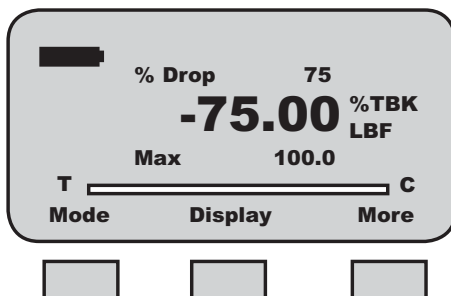 % Drop 75
-75.00 %TBK
LBF
Max 100.0
T C
Mode Display More